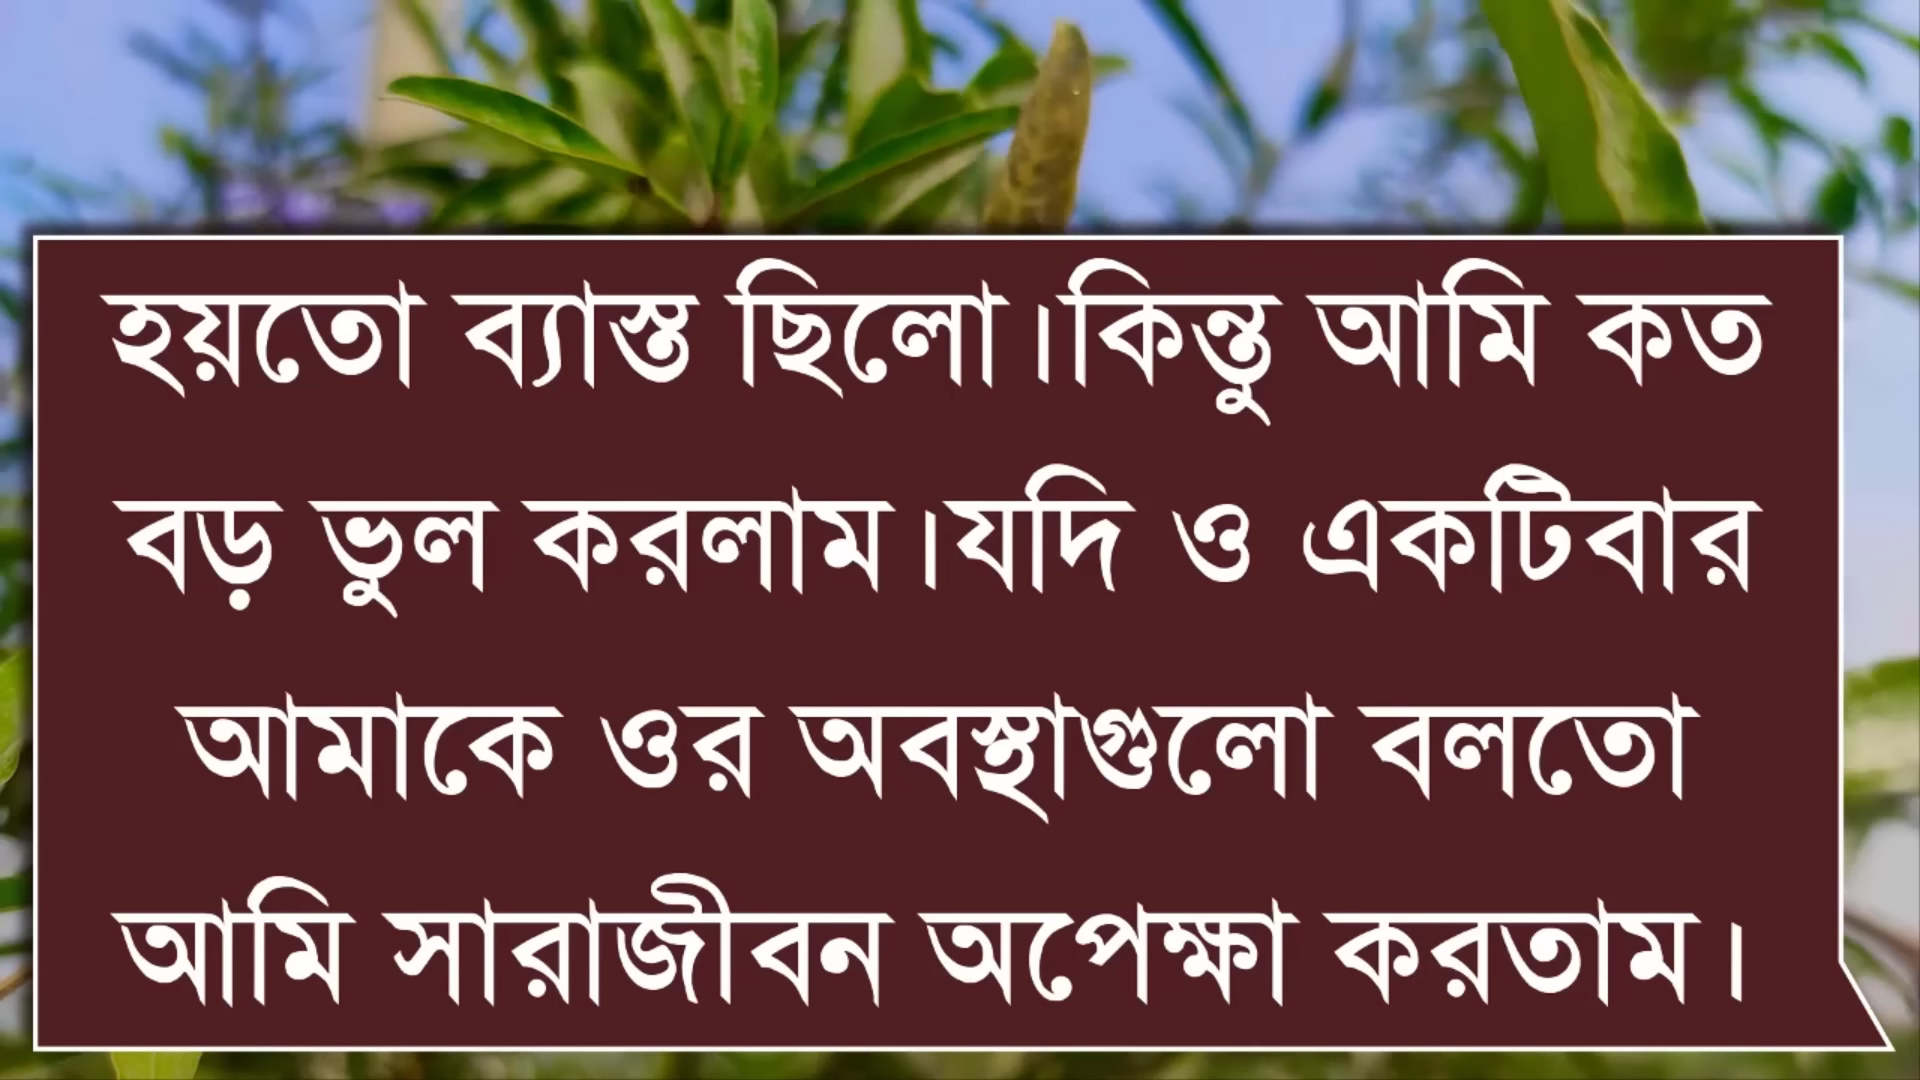 হয়তো ব্যাস্ত ছিলো।কিন্তু আমি কত
বড় ভুল করলাম।যদি ও একটিবার
আমাকে ওর অবস্থাগুলো বলতো
আমি সারাজীবন অপেক্ষা করতাম।